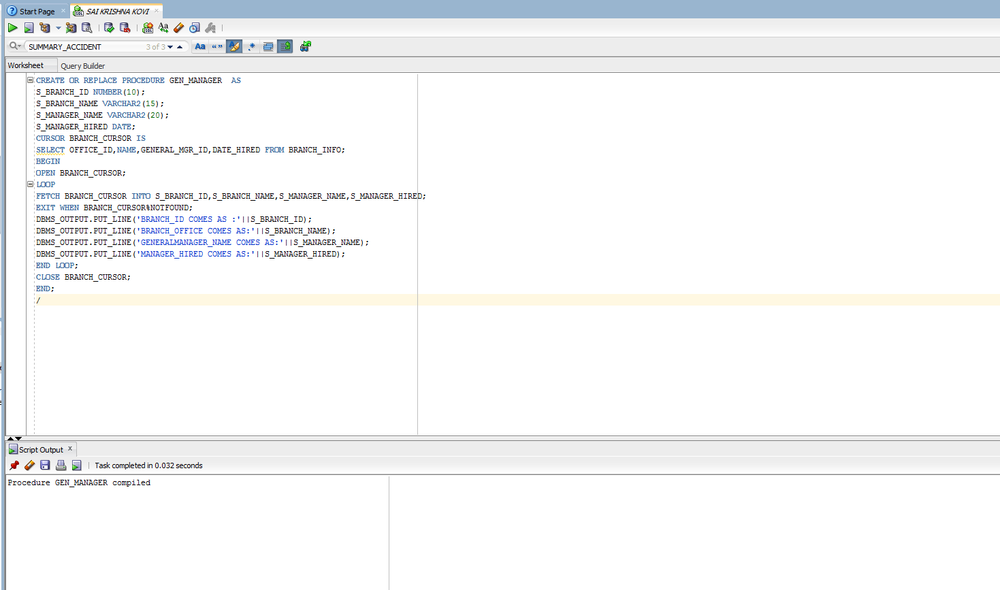 Start Page
SAI KRISHNA KOVI
SUMMARY_ACCIDENT 3 of 3
Worksheet Query Builder
CREATE OR REPLACE PROCEDURE GEN_MANAGER  AS
S_BRANCH_ID NUMBER(10);
S_BRANCH_NAME VARCHAR2(15);
S_MANAGER_NAME VARCHAR2(20);
S_MANAGER_HIRED DATE;
CURSOR BRANCH_CURSOR IS
SELECT OFFICE_ID,NAME,GENERAL_MGR_ID,DATE_HIRED FROM BRANCH_INFO;
BEGIN
OPEN BRANCH_CURSOR;
LOOP
FETCH BRANCH_CURSOR INTO S_BRANCH_ID,S_BRANCH_NAME,S_MANAGER_NAME,S_MANAGER_HIRED;
EXIT WHEN BRANCH_CURSOR%NOTFOUND;
DBMS_OUTPUT.PUT_LINE('BRANCH_ID COMES AS :'||S_BRANCH_ID);
DBMS_OUTPUT.PUT_LINE('BRANCH_OFFICE COMES AS:'||S_BRANCH_NAME);
DBMS_OUTPUT.PUT_LINE('GENERALMANAGER_NAME COMES AS:'||S_MANAGER_NAME);
DBMS_OUTPUT.PUT_LINE('MANAGER_HIRED COMES AS:'||S_MANAGER_HIRED);
END LOOP;
CLOSE BRANCH_CURSOR;
END;
/
Script Output
Task completed in 0.032 seconds
Procedure GEN_MANAGER compiled